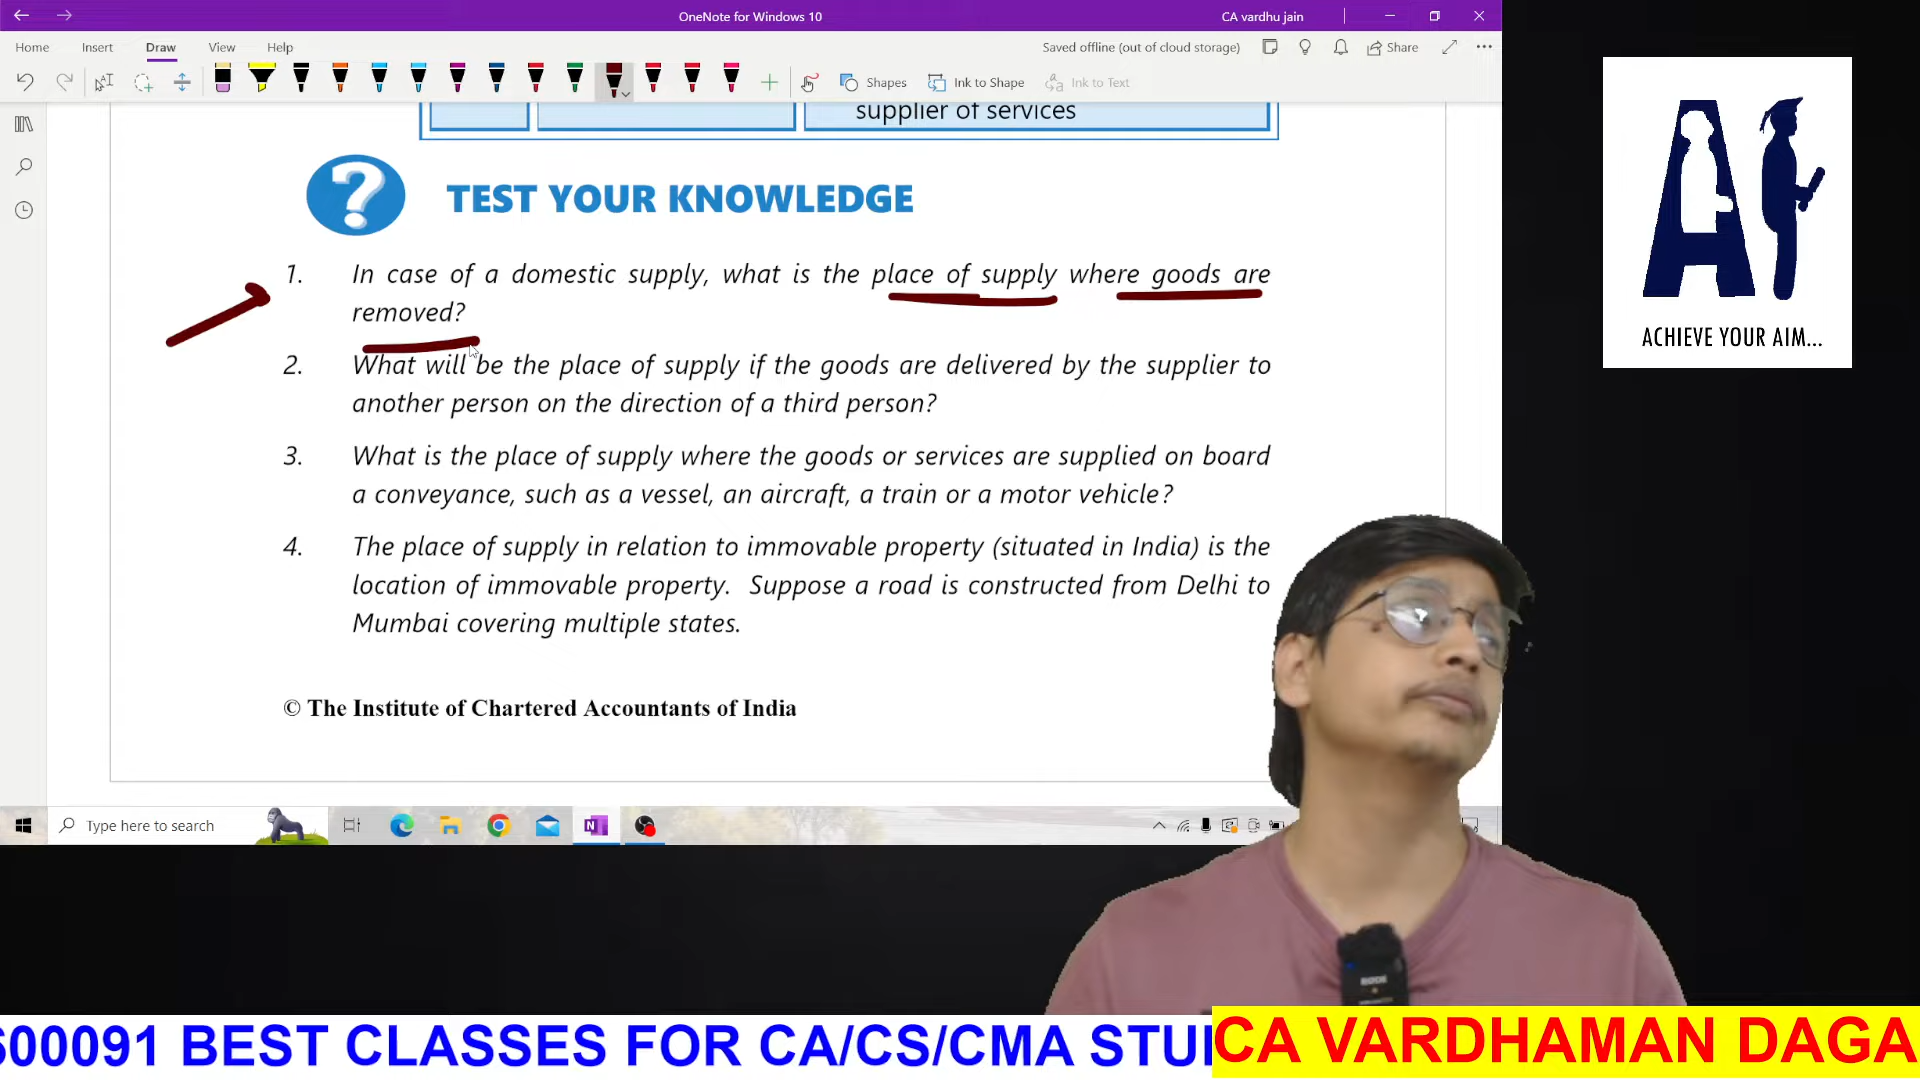 OneNote for Windows 10
CA vardhu jain
Home Insert Draw View Help
Saved offline (out of cloud storage)
Share
Shapes
Ink to Shape
Ink to Text
supplier of services
?
TEST YOUR KNOWLEDGE
1. In case of a domestic supply, what is the place of supply where goods are
removed?
2. What will be the place of supply if the goods are delivered by the supplier to
another person on the direction of a third person?
3. What is the place of supply where the goods or services are supplied on board
a conveyance, such as a vessel, an aircraft, a train or a motor vehicle?
4. The place of supply in relation to immovable property (situated in India) is the
location of immovable property. Suppose a road is constructed from Delhi to
Mumbai covering multiple states.
© The Institute of Chartered Accountants of India
Type here to search
ACHIEVE YOUR AIM...
RODE
00091 BEST CLASSES FOR CA/CS/CMA STU
CA VARDHAMAN DAGA